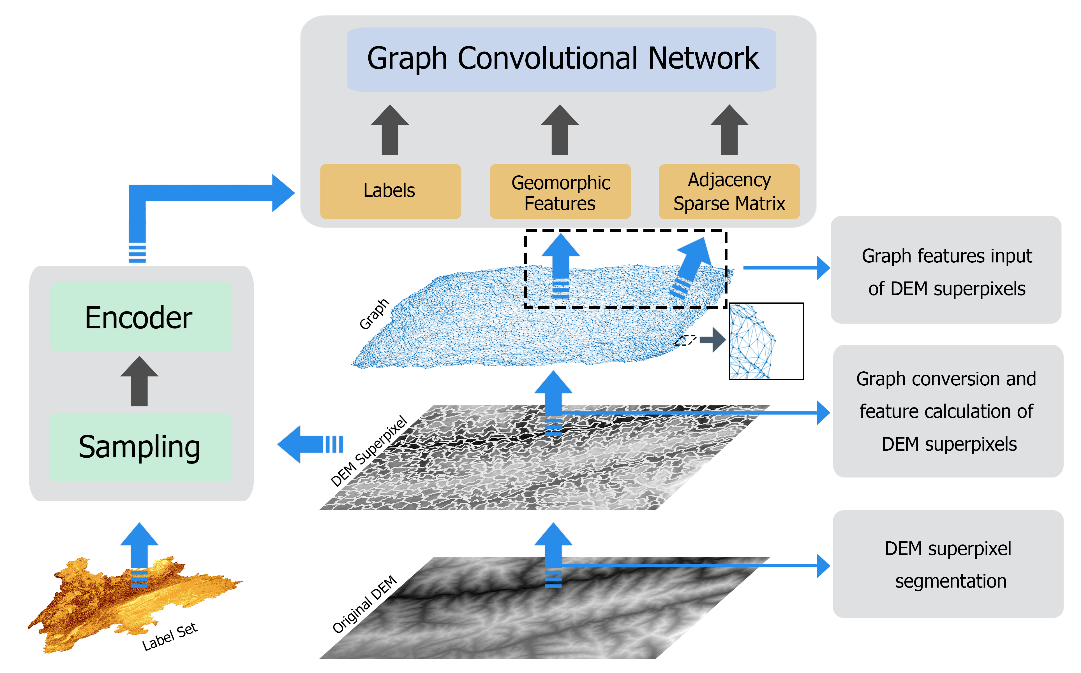 Graph Convolutional Network
Labels
Geomorphic
Features
Adjacency
Sparse Matrix
Graph features input
of DEM superpixels
Graph
Encoder
Graph conversion and
feature calculation of
DEM superpixels
Sampling
DEM Superpixel
DEM superpixel
segmentation
Original DEM
Label Set